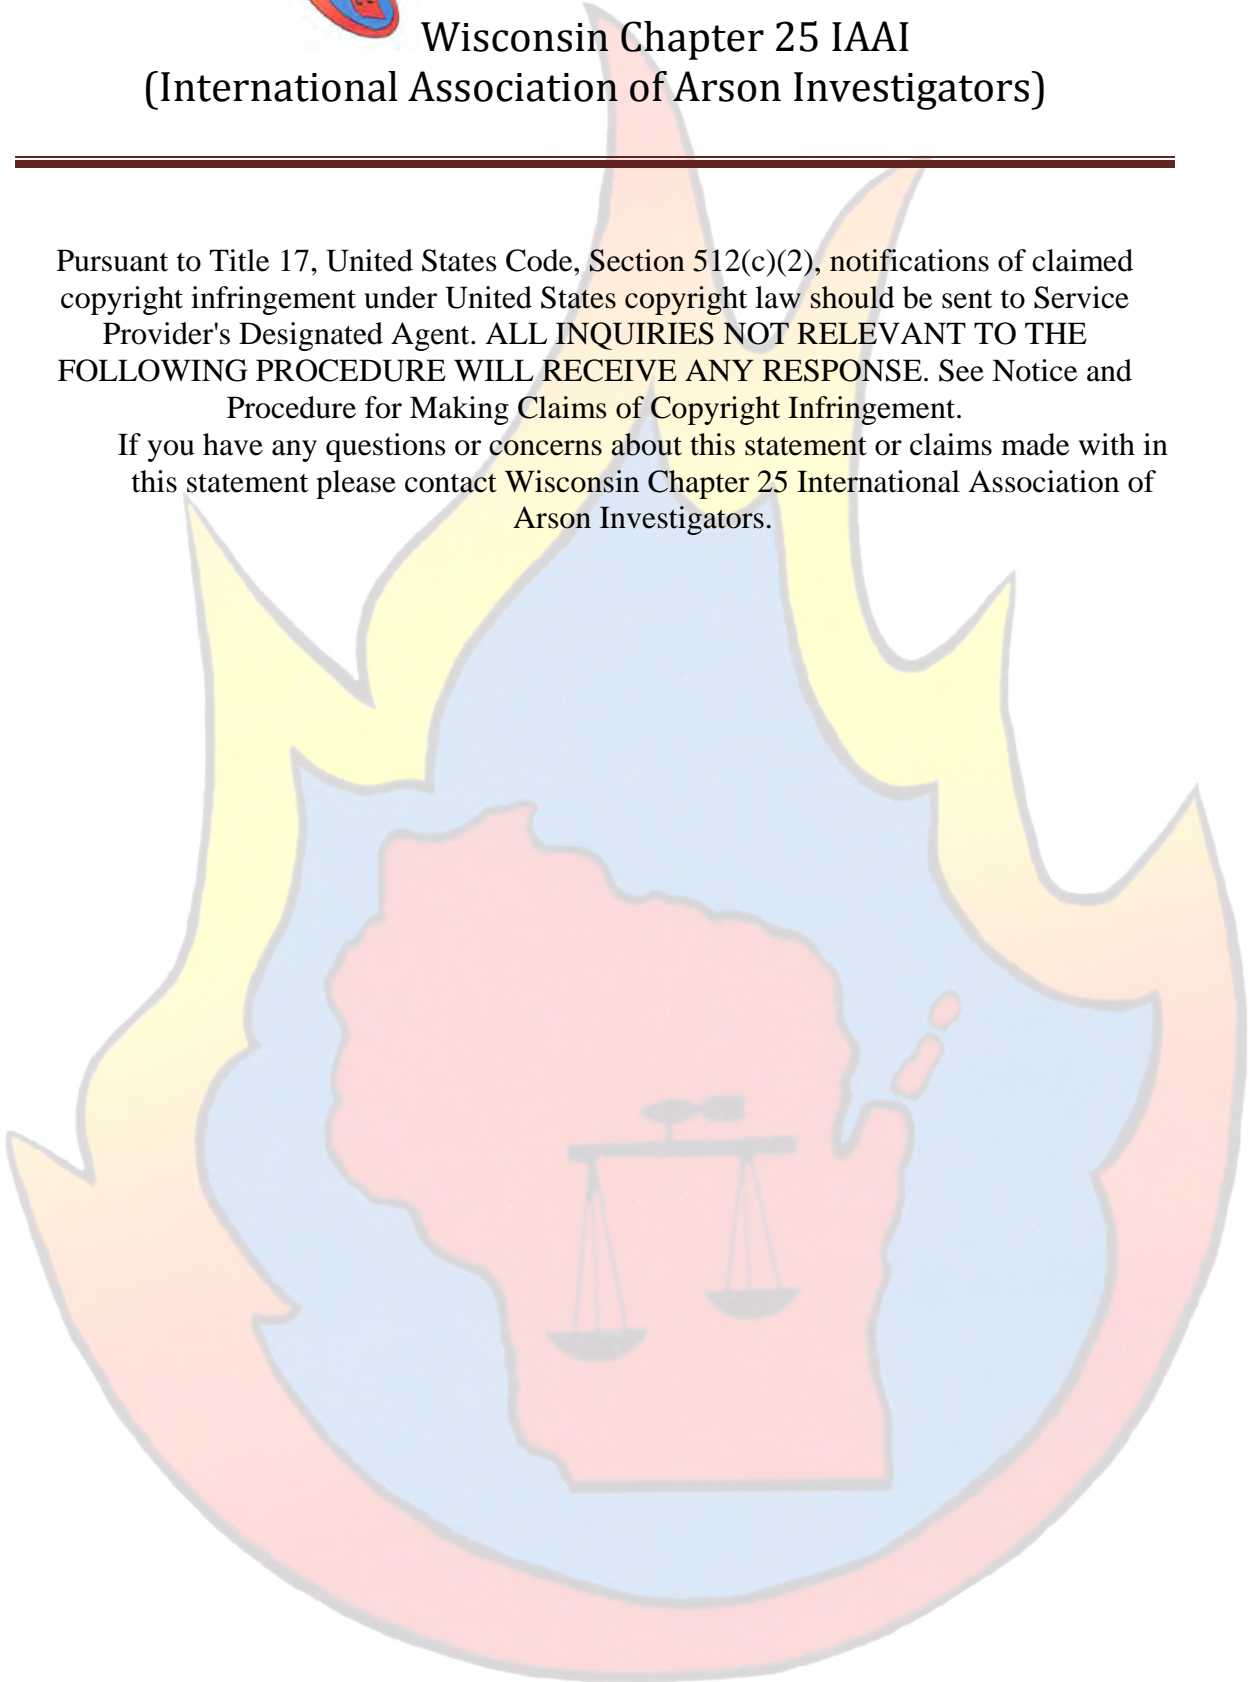 Wisconsin Chapter 25 IAAI
(International Association of Arson Investigators)
Pursuant to Title 17, United States Code, Section 512(c)(2), notifications of claimed
copyright infringement under United States copyright law should be sent to Service
Provider's Designated Agent. ALL INQUIRIES NOT RELEVANT TO THE
FOLLOWING PROCEDURE WILL RECEIVE ANY RESPONSE. See Notice and
Procedure for Making Claims of Copyright Infringement.
If you have any questions or concerns about this statement or claims made with in
this statement please contact Wisconsin Chapter 25 International Association of
Arson Investigators.